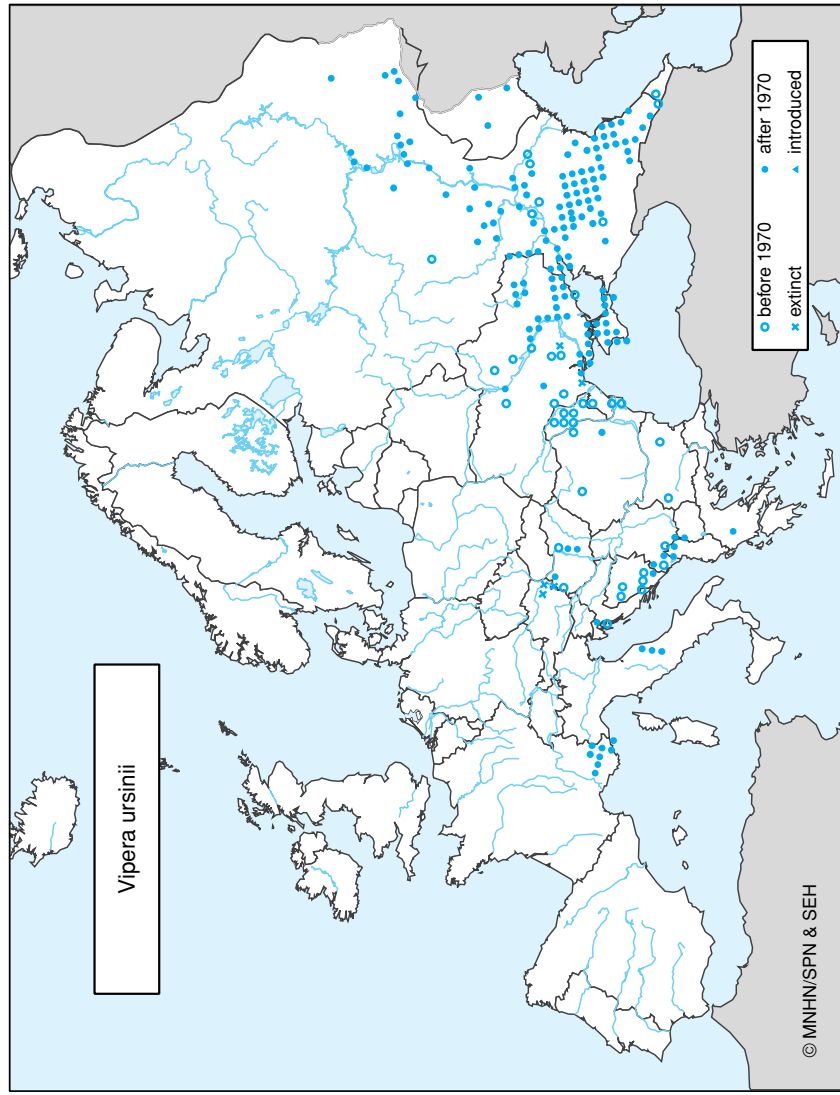 Vipera ursinii
before 1970
after 1970
extinct
introduced
© MNHN/SPN & SEH